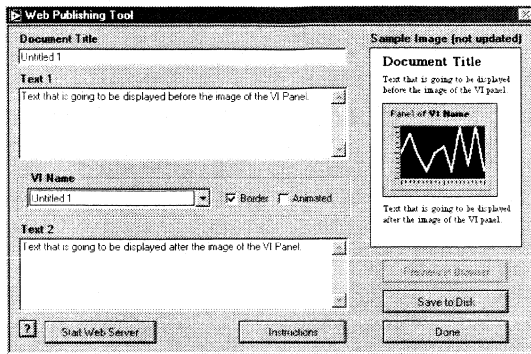 Web Publishing Tool
Document Title
Untitled 1
Text 1
Text that is going to be displayed before the image of the VI Panel.
VI Name
Untitled 1
Border
Animated
Text 2
Text that is going to be displayed after the image of the VI Panel.
?
Start Web Server
Instructions
Sample Image (not updated)
Document Title
Text that is going to be displayed
before the image of the VI panel.
Panel of VI Name
Text that is going to be displayed
after the image of the VI panel.
Preview in Browser
Save to Disk
Done